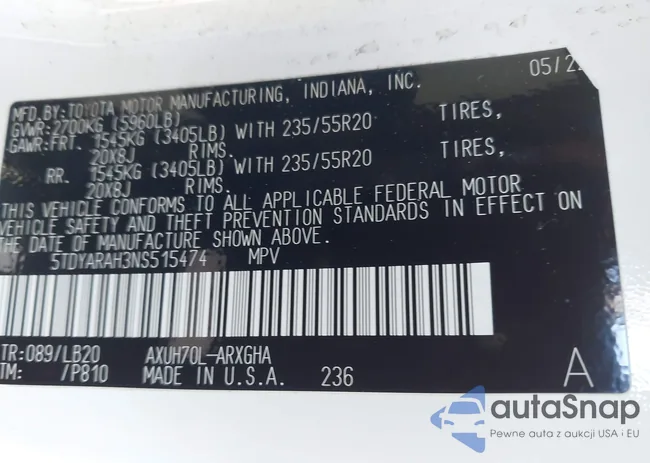 05/2
MFD.BY: TOYOTA MOTOR MANUFACTURING, INDIANA, INC.
GVWR: 2700KG (5960LB)
GAWR: FRT. 1545KG (3405LB) WITH 235/55R20 TIRES,
20X8J RIMS.
RR. 1545KG (3405LB) WITH 235/55R20 TIRES,
20X8J RIMS.
THIS VEHICLE CONFORMS TO ALL APPLICABLE FEDERAL MOTOR
VEHICLE SAFETY AND THEFT PREVENTION STANDARDS IN EFFECT ON
THE DATE OF MANUFACTURE SHOWN ABOVE.
5TDYARAH3NS515474 MPV
TR: 089/LB20 AXUH70L-ARXGHA
TM: /P810 MADE IN U.S.A. 236 A
autaSnap
Pewne auta z aukcji USA i EU